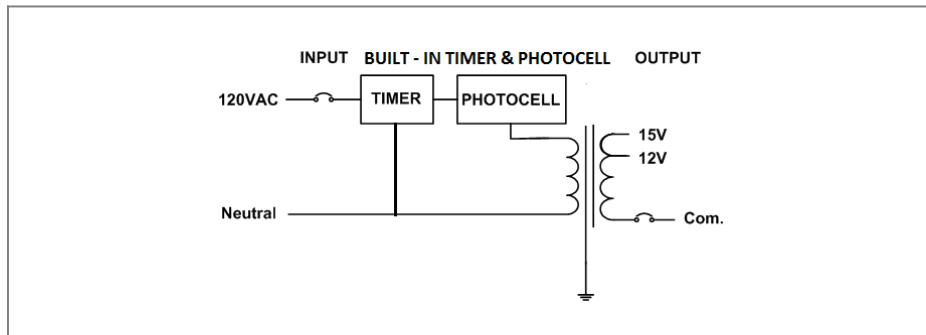 INPUT BUILT - IN TIMER & PHOTOCELL OUTPUT
120VAC TIMER PHOTOCELL
15V
12V
Neutral Com.